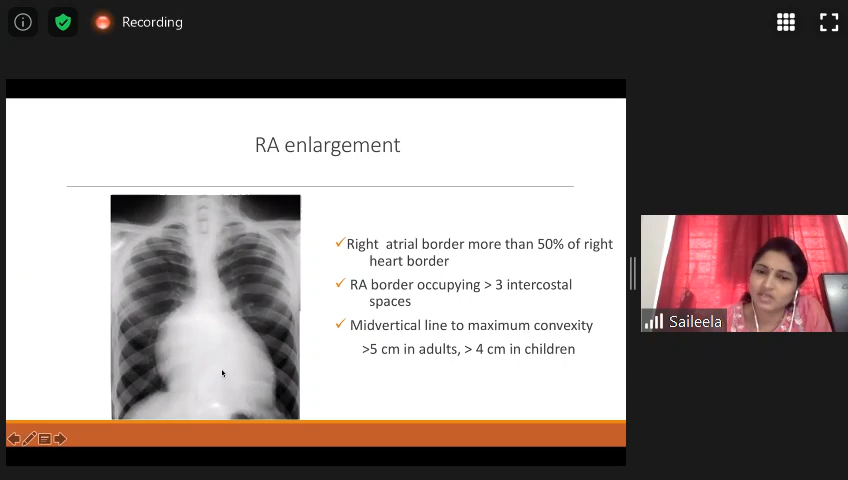 Recording
RA enlargement
✓Right atrial border more than 50% of right
heart border
✓ RA border occupying > 3 intercostal
spaces
✓ Midvertical line to maximum convexity
>5 cm in adults, > 4 cm in children
Saileela